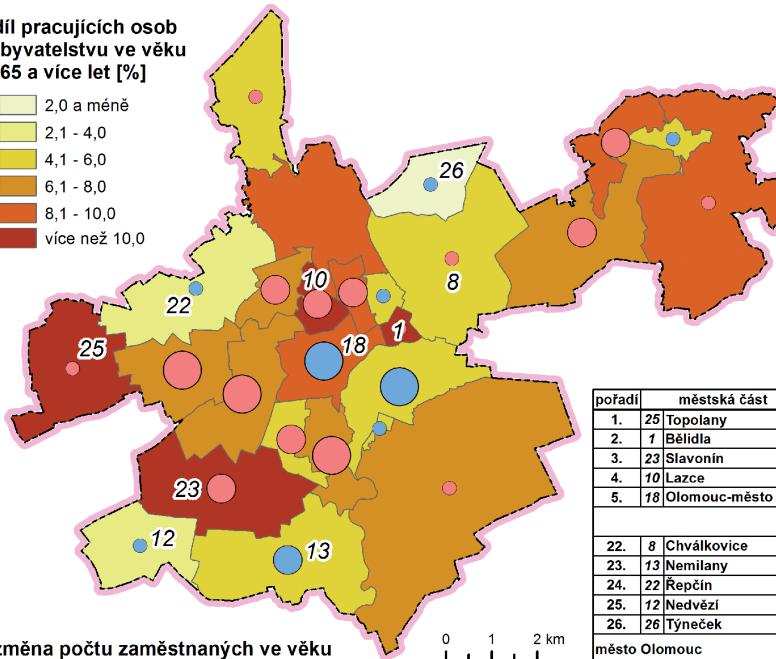 díl pracujících osob
obyvatelstvu ve věku
65 a více let [%]
2,0 a méně
2,1 - 4,0
4,1 - 6,0
6,1 - 8,0
8,1 - 10,0
více než 10,0
26
8
10
22
1
18
25
23
12
13
pořadí městská část
1. 25 Topolany
2. 1 Bělidla
3. 23 Slavonín
4. 10 Lazce
5. 18 Olomouc-město
22. 8 Chválkovice
23. 13 Nemilany
24. 22 Řepčín
25. 12 Nedvězí
26. 26 Týneček
město Olomouc
změna počtu zaměstnaných ve věku
0 1 2 km